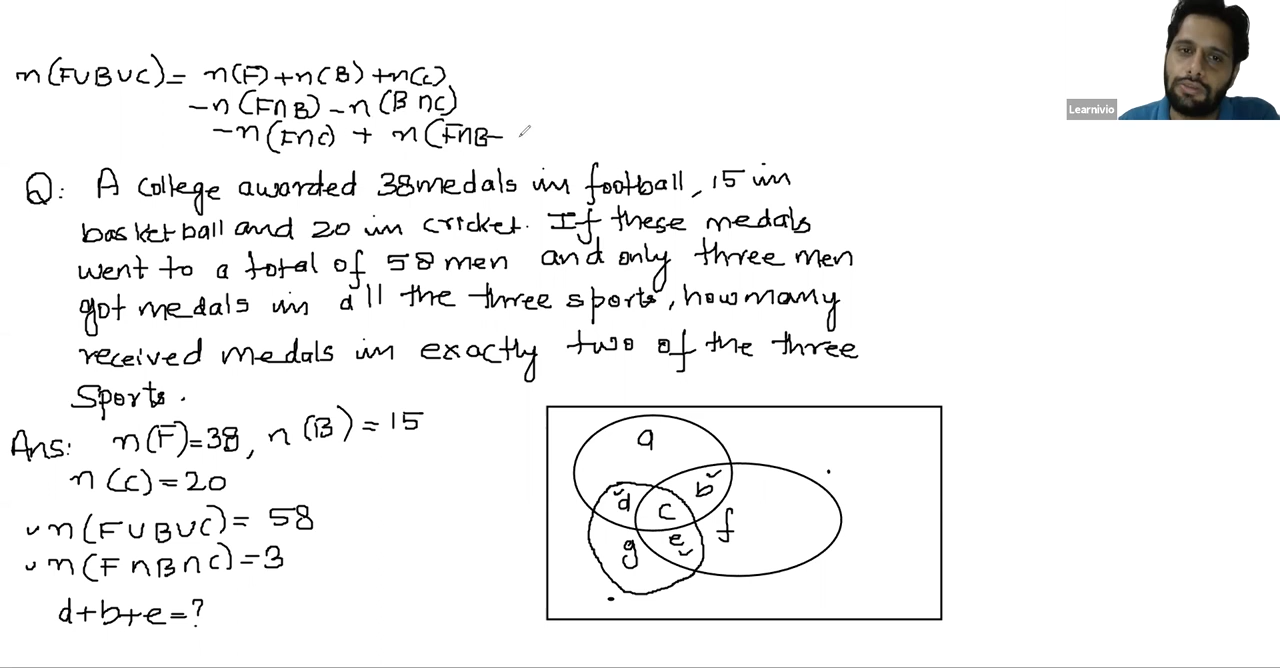 n(F∪B∪C)= n(F)+n(B)+n(C)
-n(F∩B)-n(B∩C)
-n(F∩C) + n(F∩B
Learnivio
Q: A college awarded 38 medals in football, 15 in
basketball and 20 in cricket. If these medals
went to a total of 58 men and only three men
got medals in all the three sports, how many
received medals in exactly two of the three
Sports.
Ans: n(F)=38, n(B)=15
n(C)=20
n(F∪B∪C)= 58
n(F∩B∩C)=3
d+b+e=?
a
d c b
g e f